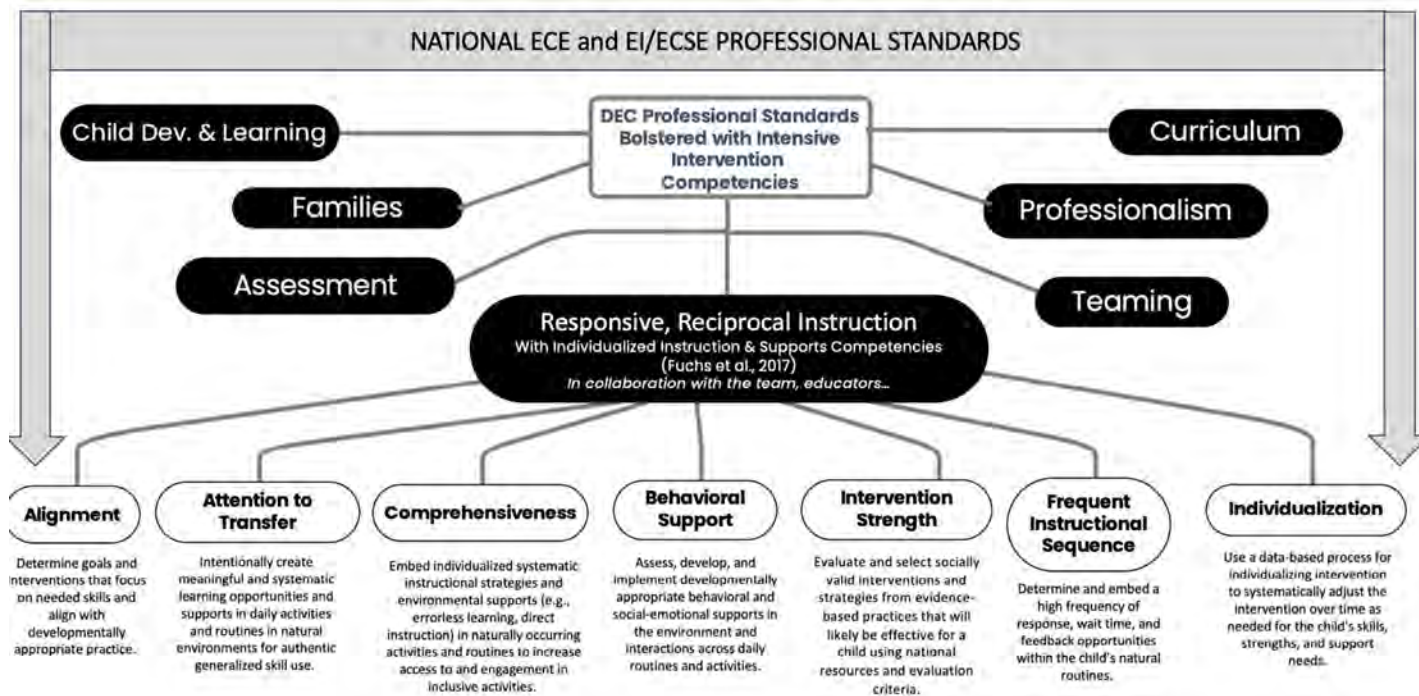 NATIONAL ECE and EI/ECSE PROFESSIONAL STANDARDS
DEC Professional Standards
Bolstered with Intensive
Intervention
Competencies
Child Dev. & Learning
Curriculum
Families
Professionalism
Assessment
Teaming
Responsive, Reciprocal Instruction
With Individualized Instruction & Supports Competencies
(Fuchs et al., 2017)
In collaboration with the team, educators...
Alignment
Determine goals and
interventions that focus
on needed skills and
align with
developmentally
appropriate practice.
Attention to
Transfer
Intentionally create
meaningful and systematic
learning opportunities and
supports in daily activities
and routines in natural
environments for authentic
generalized skill use.
Comprehensiveness
Embed individualized systematic
instructional strategies and
environmental supports (e.g.,
errorless learning, direct
instruction) in naturally occurring
activities and routines to increase
access to and engagement in
inclusive activities.
Behavioral
Support
Assess, develop, and
implement developmentally
appropriate behavioral and
social-emotional supports in
the environment and
interactions across daily
routines and activities.
Intervention
Strength
Evaluate and select socially
valid interventions and
strategies from evidence-
based practices that will
likely be effective for a
child using national
resources and evaluation
criteria.
Frequent
Instructional
Sequence
Determine and embed a
high frequency of
response, wait time, and
feedback opportunities
within the child's natural
routines.
Individualization
Use a data-based process for
individualizing intervention
to systematically adjust the
intervention over time as
needed for the child's skills,
strengths, and support
needs.